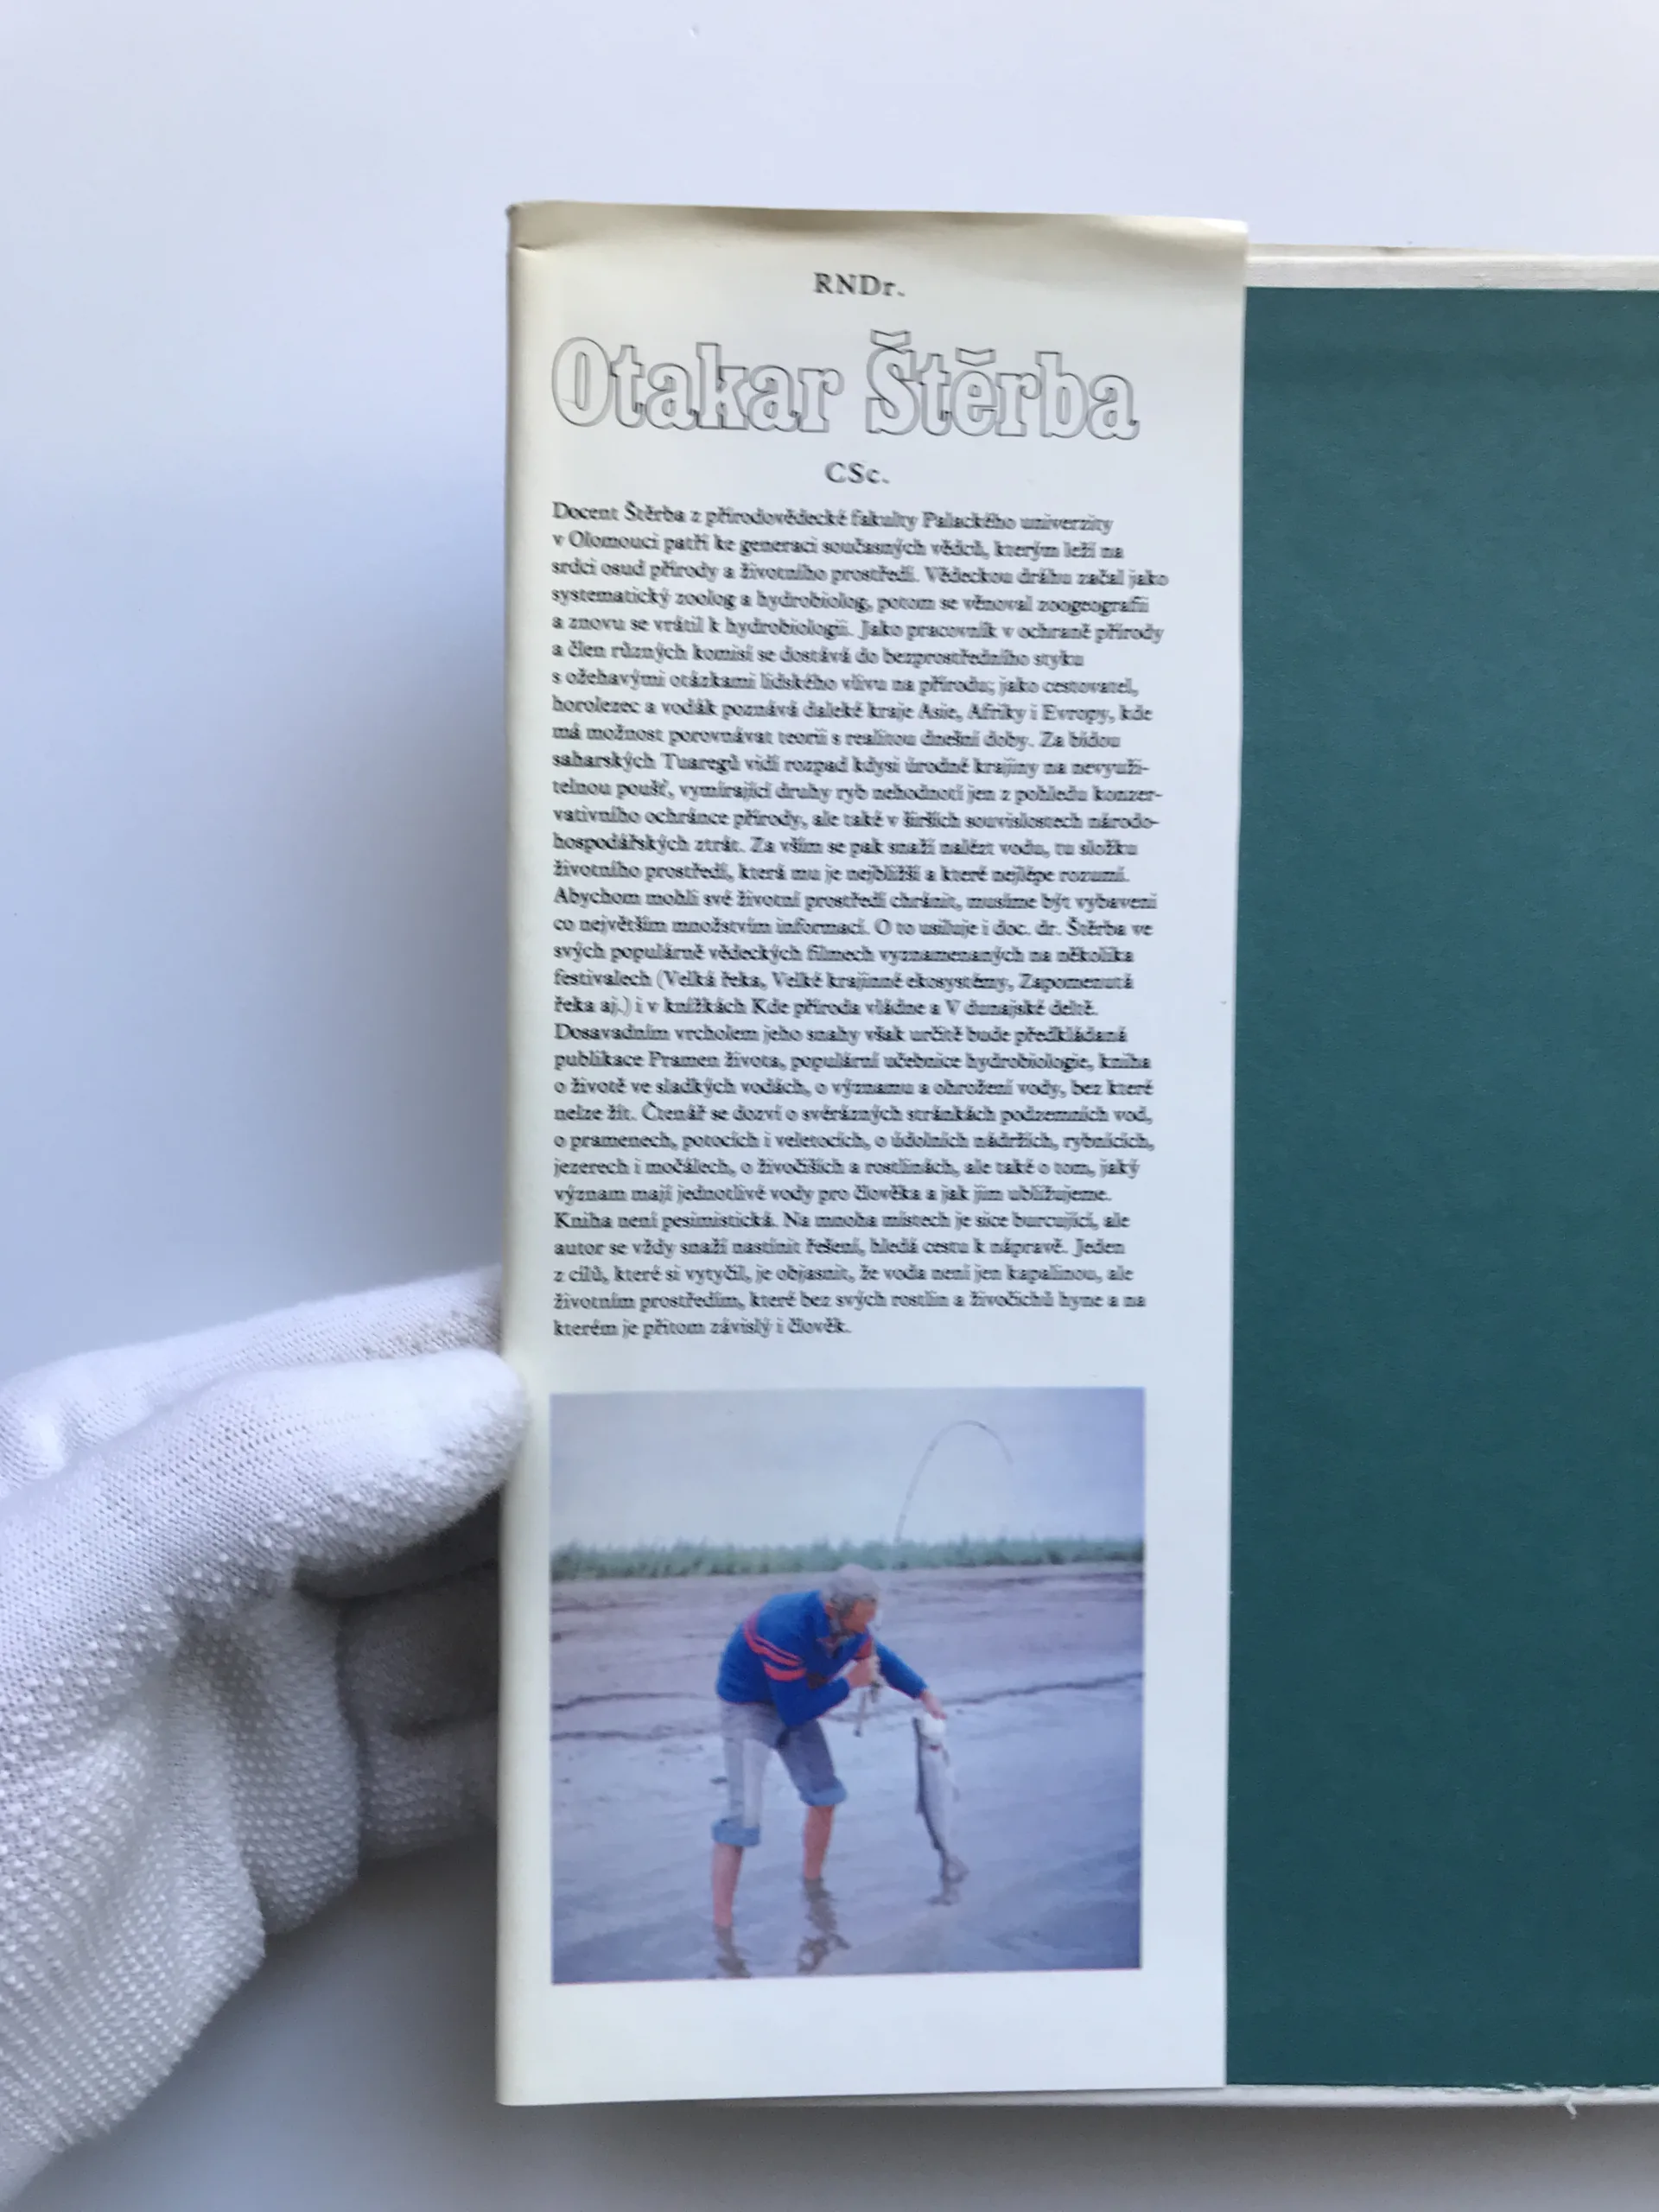 RNDr.
Otakar Štěrba
CSc.
Docent Štěrba z přírodovědecké fakulty Palackého univerzity
v Olomouci patří ke generaci současných vědců, kterým leží na
srdci osud přírody a životního prostředí. Vědeckou dráhu začal jako
systematický zoolog a hydrobiolog, potom se věnoval zoogeografii
a znovu se vrátil k hydrobiologii. Jako pracovník v ochraně přírody
a člen různých komisí se dostává do bezprostředního styku
s ožehavými otázkami lidského vlivu na přírodu; jako cestovatel,
horolezec a vodák poznává daleké kraje Asie, Afriky i Evropy, kde
má možnost porovnávat teorii s realitou dnešní doby. Za bídou
saharských Tuaregů vidí rozpad kdysi úrodné krajiny na nevyuži-
telnou poušť, vymírající druhy ryb nehodnotí jen z pohledu konzer-
vativního ochránce přírody, ale také v širších souvislostech národo-
hospodářských ztrát. Za vším se pak snaží nalézt vodu, tu složku
životního prostředí, která mu je nejbližší a které nejlépe rozumí.
Abychom mohli své životní prostředí chránit, musíme být vybaveni
co největším množstvím informací. O to usiluje i doc. dr. Štěrba ve
svých populárně vědeckých filmech vyznamenaných na několika
festivalech (Velká řeka, Velké krajinné ekosystémy, Zapomenutá
řeka aj.) i v knížkách Kde příroda vládne a V dunajské deltě.
Dosavadním vrcholem jeho snahy však určitě bude předkládaná
publikace Pramen života, populární učebnice hydrobiologie, kniha
o životě ve sladkých vodách, o významu a ohrožení vody, bez které
nelze žít. Čtenář se dozví o svérázných stránkách podzemních vod,
o pramenech, potocích i veletocích, o údolních nádržích, rybnících,
jezerech i močálech, o živočiších a rostlinách, ale také o tom, jaký
význam mají jednotlivé vody pro člověka a jak jim ubližujeme.
Kniha není pesimistická. Na mnoha místech je sice burcující, ale
autor se vždy snaží nastínit řešení, hledá cestu k nápravě. Jeden
z cílů, které si vytyčil, je objasnit, že voda není jen kapalinou, ale
životním prostředím, které bez svých rostlin a živočichů hyne a na
kterém je přitom závislý i člověk.